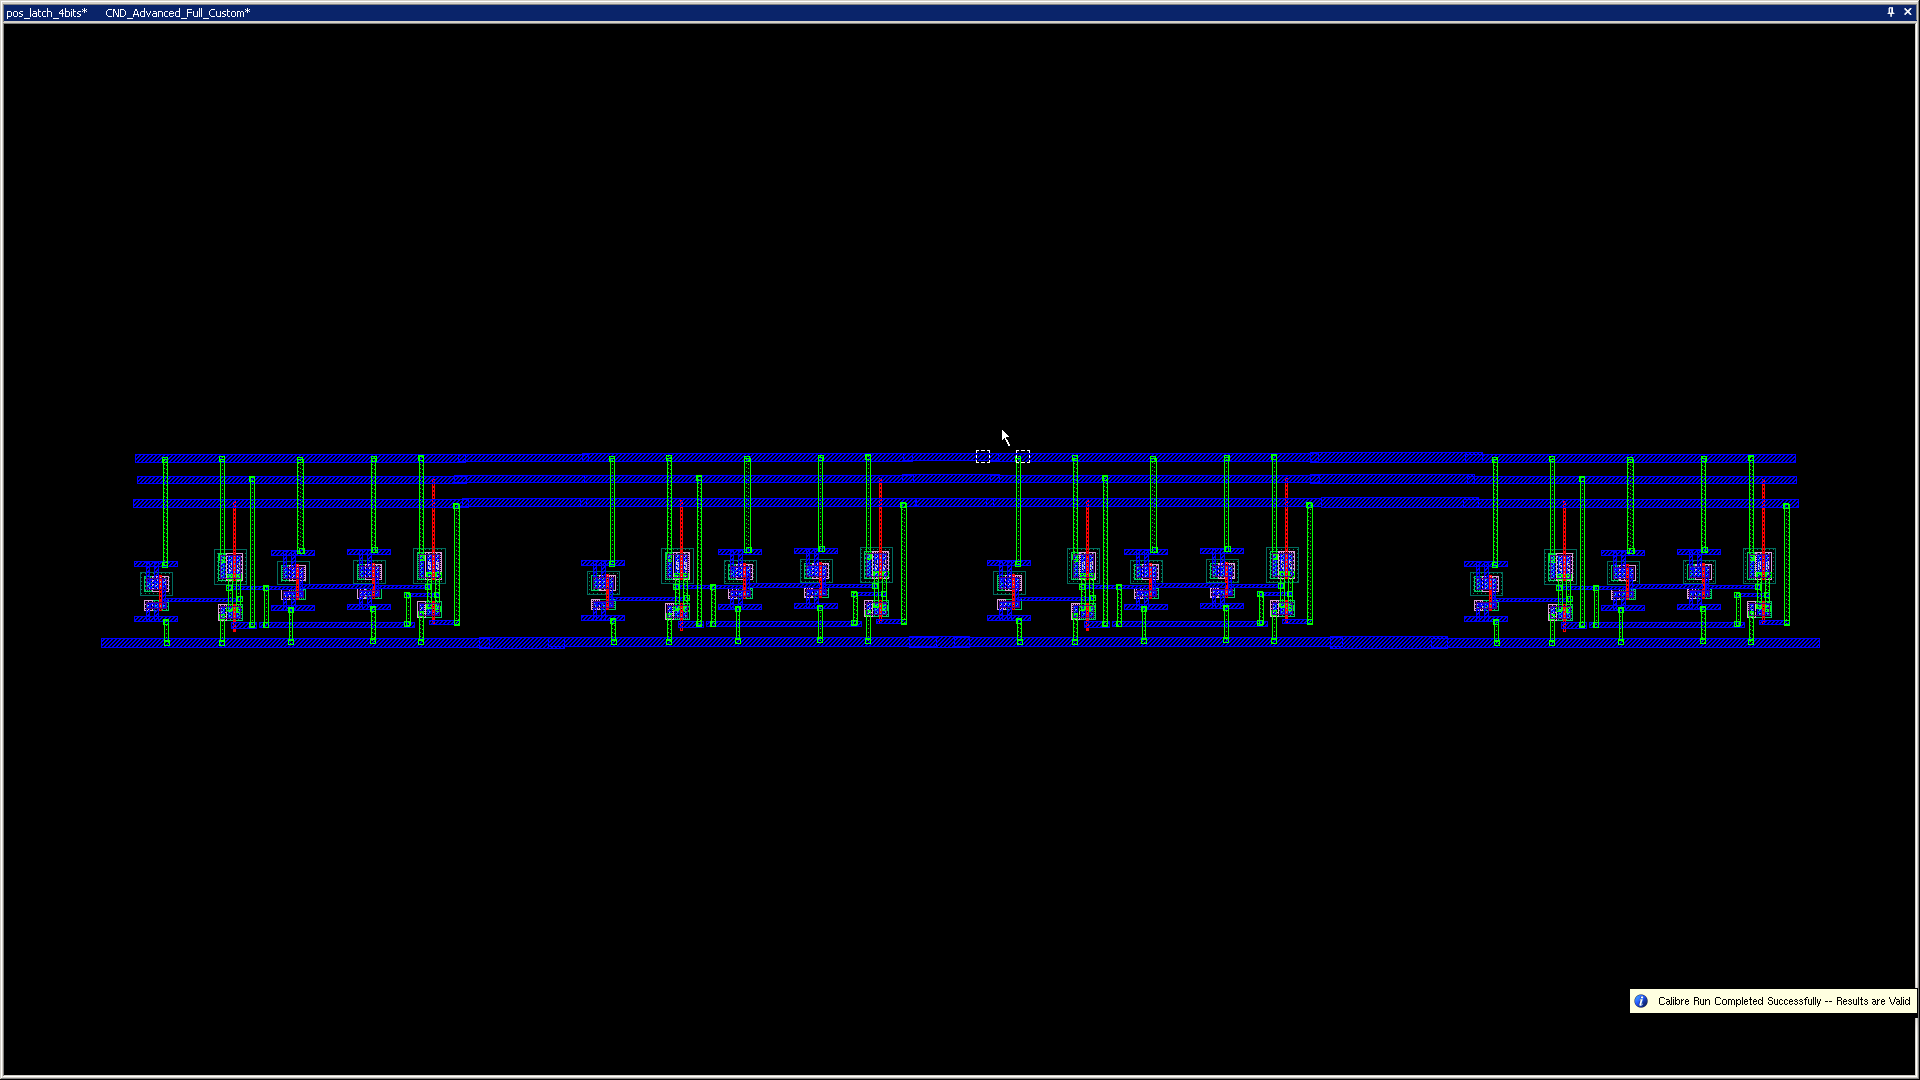 pos_latch_4bits* CND_Advanced_Full_Custom*
Calibre Run Completed Successfully -- Results are Valid